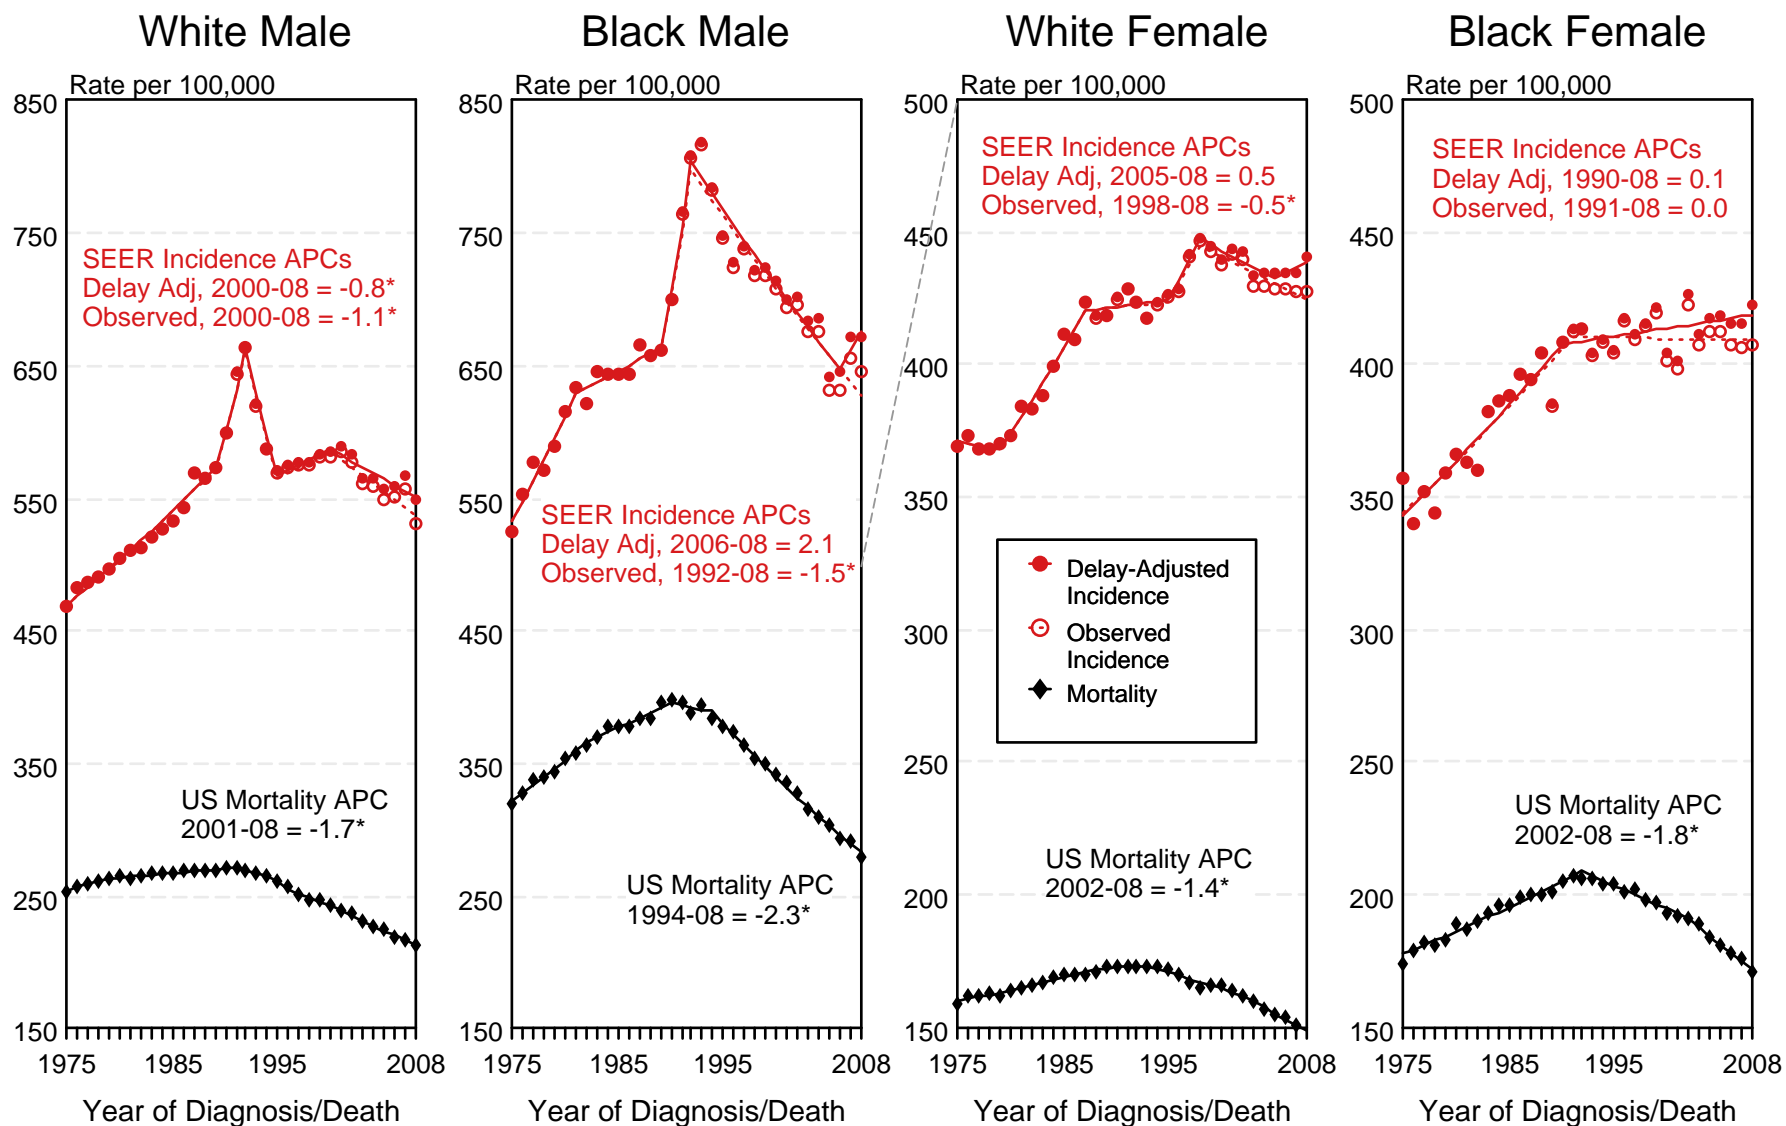 White Male
Rate per 100,000
850
750
650
550
450
350
250
150
SEER Incidence APCs
Delay Adj, 2000-08 = -0.8*
Observed, 2000-08 = -1.1*
US Mortality APC
2001-08 = -1.7*
1975
1985
1995
2008
Year of Diagnosis/Death
Black Male
Rate per 100,000
850
750
650
550
450
350
250
150
SEER Incidence APCs
Delay Adj, 2006-08 = 2.1
Observed, 1992-08 = -1.5*
US Mortality APC
1994-08 = -2.3*
1975
1985
1995
2008
Year of Diagnosis/Death
White Female
Rate per 100,000
500
450
400
350
300
250
200
150
SEER Incidence APCs
Delay Adj, 2005-08 = 0.5
Observed, 1998-08 = -0.5*
Delay-Adjusted
Incidence
Observed
Incidence
Mortality
US Mortality APC
2002-08 = -1.4*
1975
1985
1995
2008
Year of Diagnosis/Death
Black Female
Rate per 100,000
500
450
400
350
300
250
200
150
SEER Incidence APCs
Delay Adj, 1990-08 = 0.1
Observed, 1991-08 = 0.0
US Mortality APC
2002-08 = -1.8*
1975
1985
1995
2008
Year of Diagnosis/Death